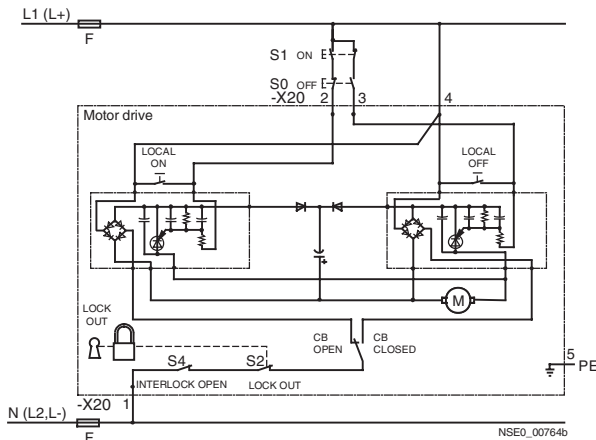 L1 (L+)
F
S1 ON
S0 OFF
-X20 2 3 4
Motor drive
LOCAL
ON
LOCAL
OFF
M
LOCK
OUT
CB
OPEN
CB
CLOSED
S4 S2
INTERLOCK OPEN LOCK OUT
5
PE
-X20 1
N (L2,L-)
F
NSE0_00764b